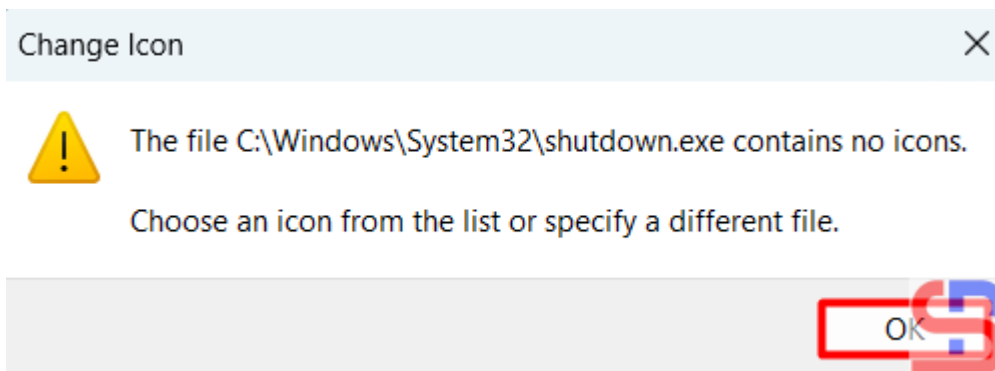 Change Icon
The file C:\Windows\System32\shutdown.exe contains no icons.
Choose an icon from the list or specify a different file.
OK